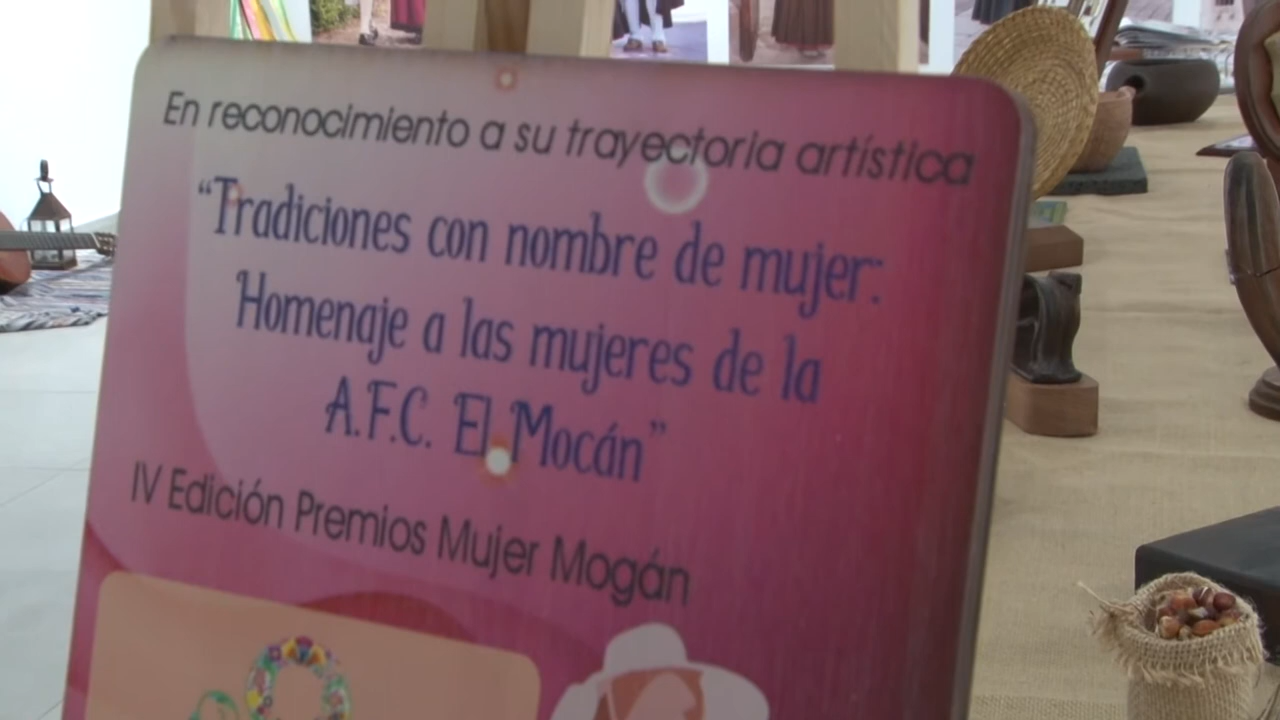 En reconocimiento a su trayectoria artística
“Tradiciones con nombre de mujer:
Homenaje a las mujeres de la
A.F.C. El Mocán”
IV Edición Premios Mujer Mogán